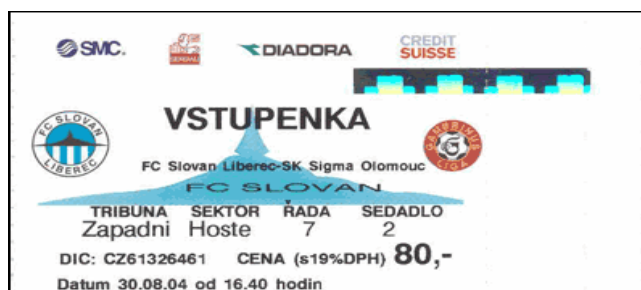 SMC. DIADORA CREDIT SUISSE
VSTUPENKA
FC SLOVAN LIBEREC
GAMBRINUS LIGA
FC Slovan Liberec-SK Sigma Olomouc
FC SLOVAN
TRIBUNA SEKTOR ŘADA SEDADLO
Zapadni Hoste 7 2
DIC: CZ61326461 CENA (s19%DPH) 80,-
Datum 30.08.04 od 16.40 hodin